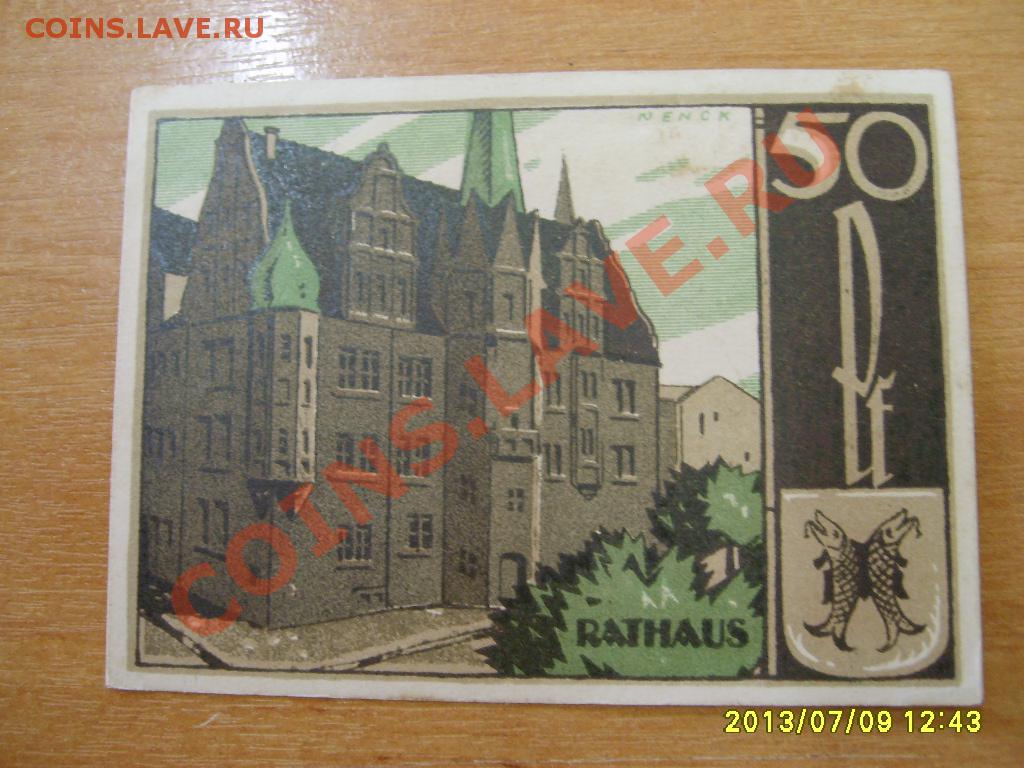 COINS.LAVE.RU
NENCK
50
Pf
COINS.LAVE.RU
RATHAUS
2013/07/09 12:43